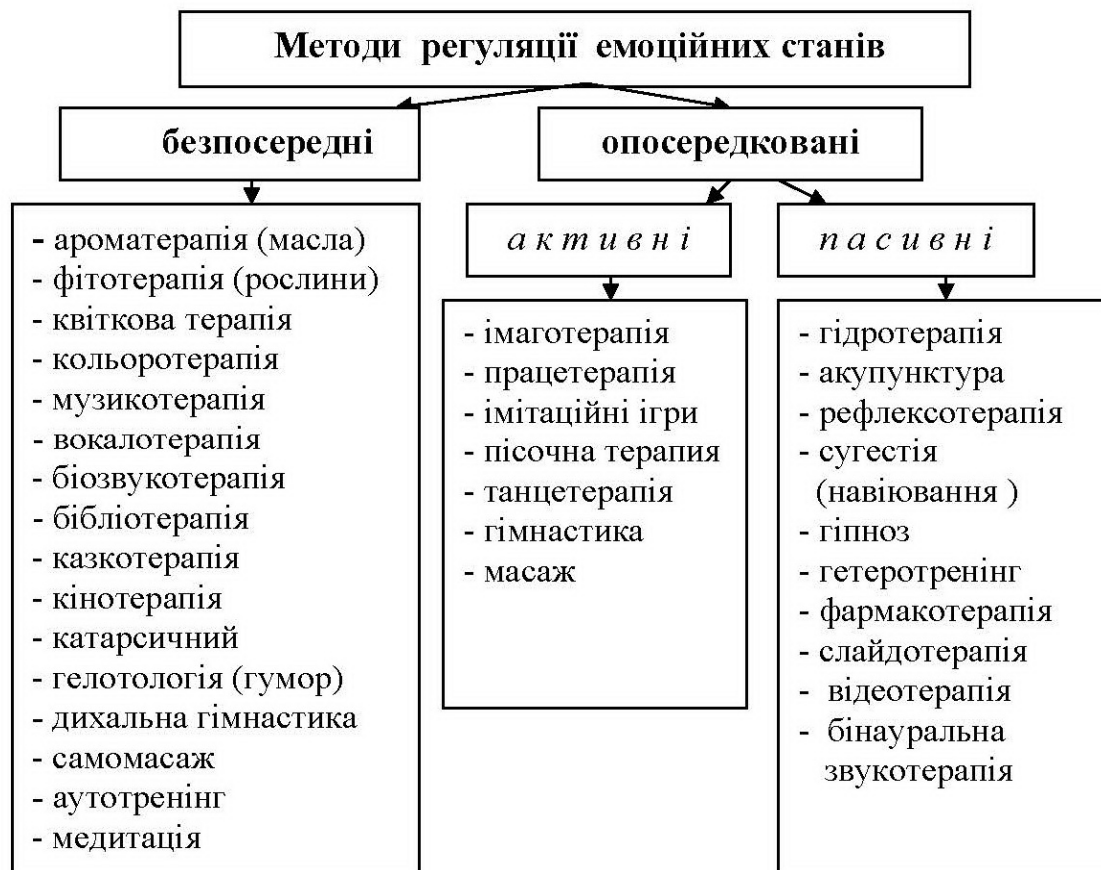 Методи регуляції емоційних станів
безпосередні
опосередковані
- ароматерапія (масла)
- фітотерапія (рослини)
- квіткова терапія
- кольоротерапія
- музикотерапія
- вокалотерапія
- біозвукотерапія
- бібліотерапія
- казкотерапія
- кінотерапія
- катарсичний
- гелотологія (гумор)
- дихальна гімнастика
- самомасаж
- аутотренінг
- медитація
а к т и в н і
- імаготерапія
- працетерапія
- імітаційні ігри
- пісочна терапия
- танцетерапія
- гімнастика
- масаж
п а с и в н і
- гідротерапія
- акупунктура
- рефлексотерапія
- сугестія
(навіювання )
- гіпноз
- гетеротренінг
- фармакотерапія
- слайдотерапія
- відеотерапія
- бінауральна
звукотерапія